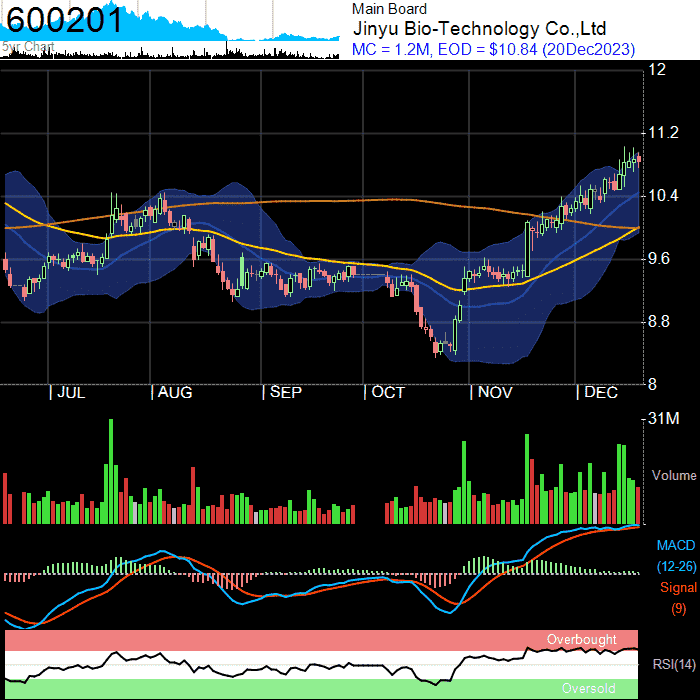 600201
5yr Chart
Main Board
Jinyu Bio-Technology Co.,Ltd
MC = 1.2M, EOD = $10.84 (20Dec2023)
12
11.2
10.4
9.6
8.8
8
JUL AUG SEP OCT NOV DEC
31M
Volume
MACD
(12-26)
Signal
(9)
Overbought
RSI(14)
Oversold